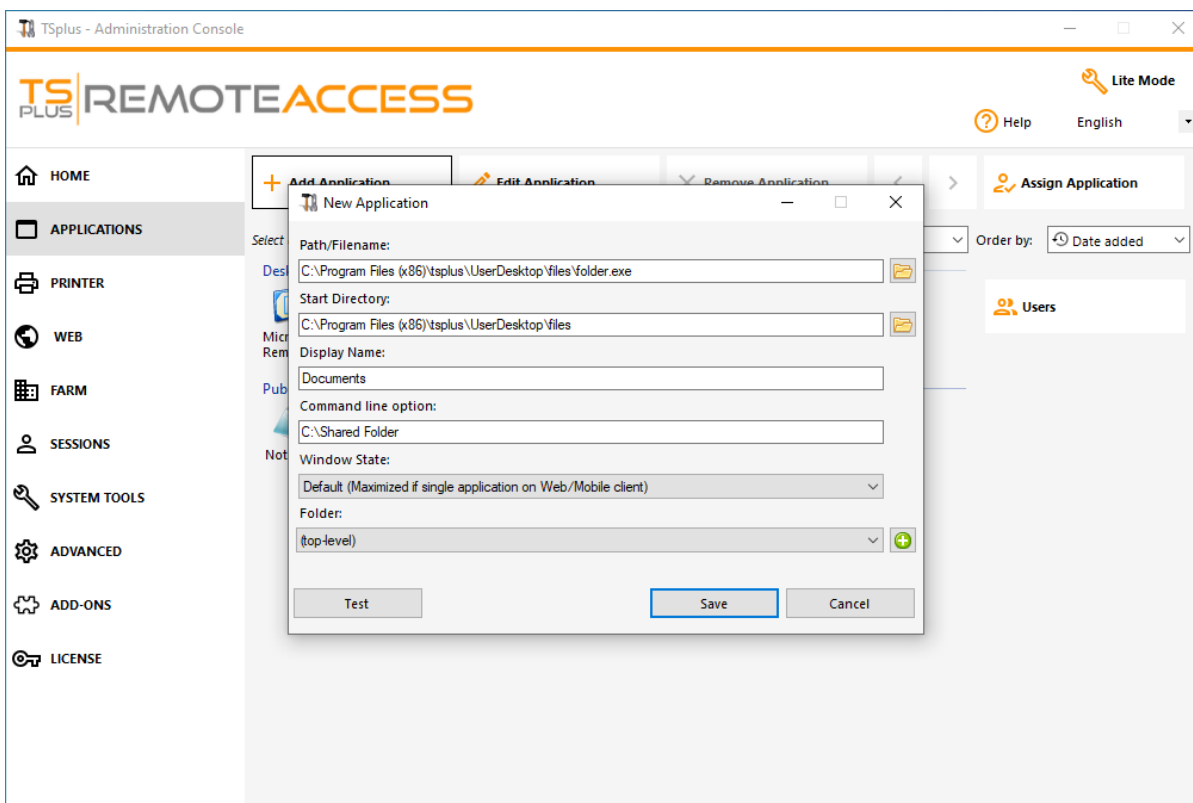 TSplus - Administration Console
TS PLUS REMOTEACCESS
Lite Mode
Help English
HOME
APPLICATIONS
PRINTER
WEB
FARM
SESSIONS
SYSTEM TOOLS
ADVANCED
ADD-ONS
LICENSE
Add Application Edit Application Remove Application Assign Application
Select
Order by: Date added
Users
New Application
Path/Filename:
C:\Program Files (x86)\tsplus\UserDesktop\files\folder.exe
Start Directory:
C:\Program Files (x86)\tsplus\UserDesktop\files
Display Name:
Documents
Command line option:
C:\Shared Folder
Window State:
Default (Maximized if single application on Web/Mobile client)
Folder:
(top-level)
Test Save Cancel